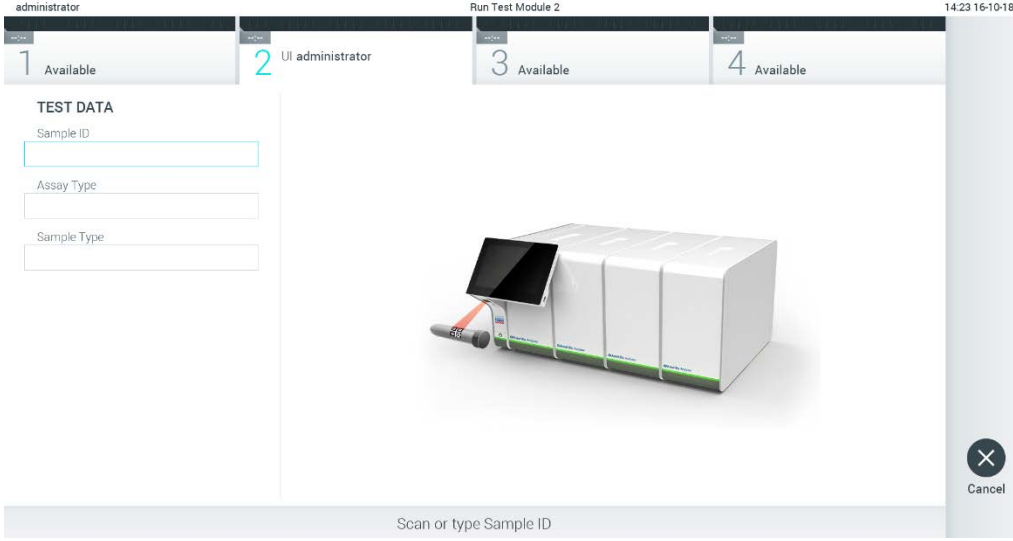 administrator Run Test Module 2 14:23 16-10-18
--:-- --:-- --:-- --:--
1 Available 2 UI administrator 3 Available 4 Available
TEST DATA
Sample ID
Assay Type
Sample Type
Cancel
Scan or type Sample ID